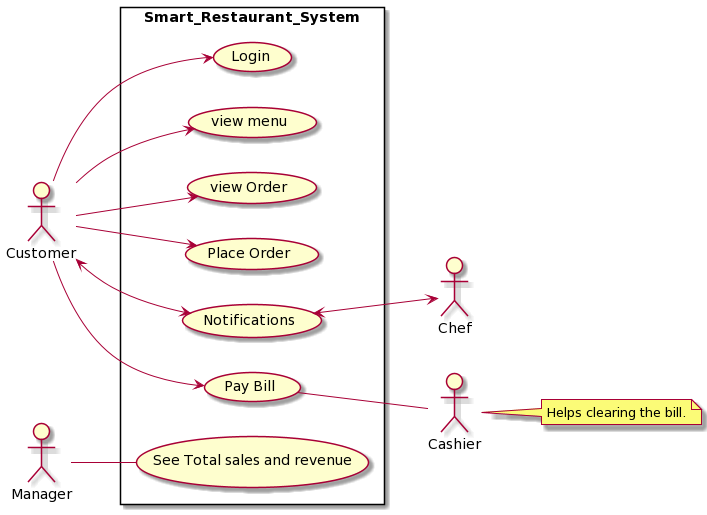 Smart_Restaurant_System
Login
view menu
view Order
Customer
Place Order
Notifications
Chef
Pay Bill
Helps clearing the bill.
Cashier
See Total sales and revenue
Manager